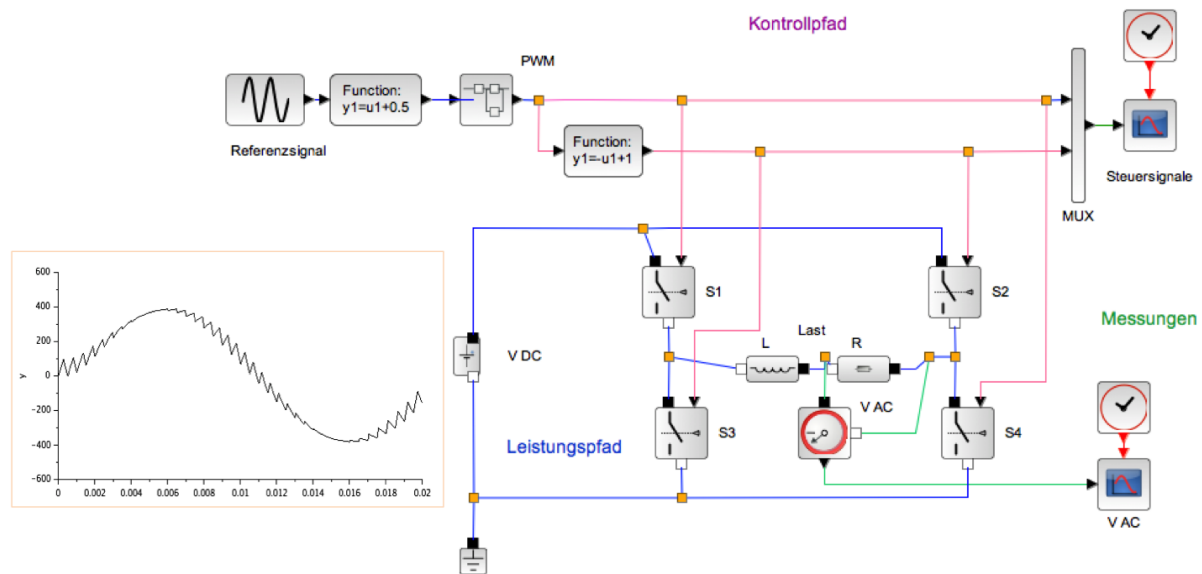 Kontrollpfad
PWM
Function:
y1=u1+0.5
Referenzsignal
Function:
y1=-u1+1
MUX
Steuersignale
S1
S2
Messungen
V DC
Last
L
R
V AC
S3
S4
Leistungspfad
V AC
600
400
200
0
-200
-400
-600
y
0
0.002
0.004
0.006
0.008
0.01
0.012
0.014
0.016
0.018
0.02